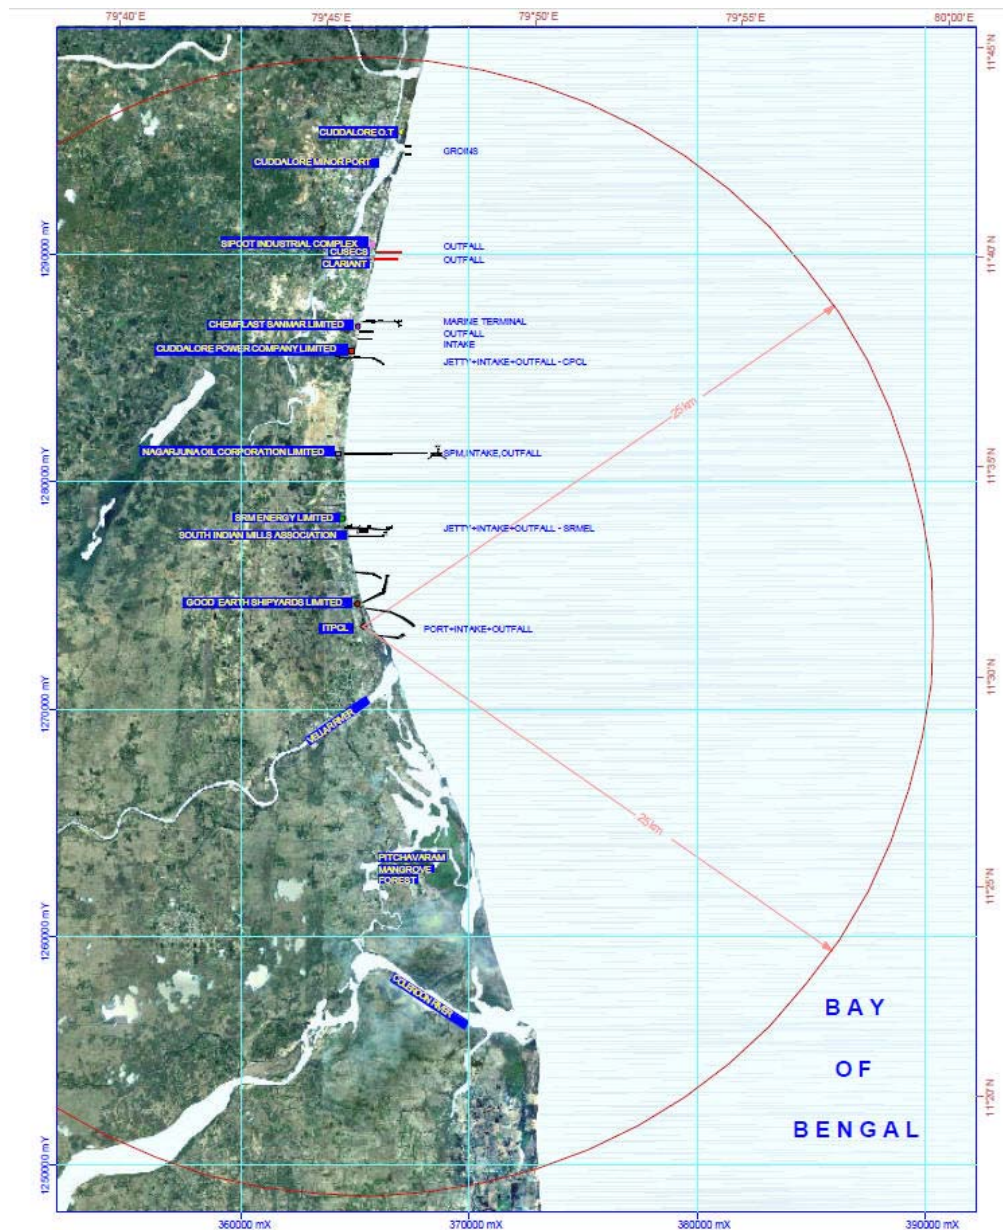 79°40' E
79°45' E
79°50' E
79°55' E
80°00' E
11°45' N
CUDDALORE O.T
GROINS
CUDDALORE MINOR PORT
SIPCOT INDUSTRIAL COMPLEX
OUTFALL
CUSECS
11°40' N
1290000 mY
CLARIANT
OUTFALL
CHEMPLAST SANMAR LIMITED
MARINE TERMINAL
OUTFALL
INTAKE
CUDDALORE POWER COMPANY LIMITED
JETTY+INTAKE+OUTFALL - CPCL
25 km
NAGARJUNA OIL CORPORATION LIMITED
SPM,INTAKE,OUTFALL
11°35' N
1280000 mY
SRM ENERGY LIMITED
JETTY+INTAKE+OUTFALL - SRMEL
SOUTH INDIAN MILLS ASSOCIATION
GOOD EARTH SHIPYARDS LIMITED
ITPCL
PORT+INTAKE+OUTFALL
11°30' N
1270000 mY
VELLAR RIVER
25 km
PITCHAVARAM
MANGROVE
FOREST
11°25' N
1260000 mY
COLEROON RIVER
BAY
OF
BENGAL
11°20' N
1250000 mY
360000 mX
370000 mX
380000 mX
390000 mX